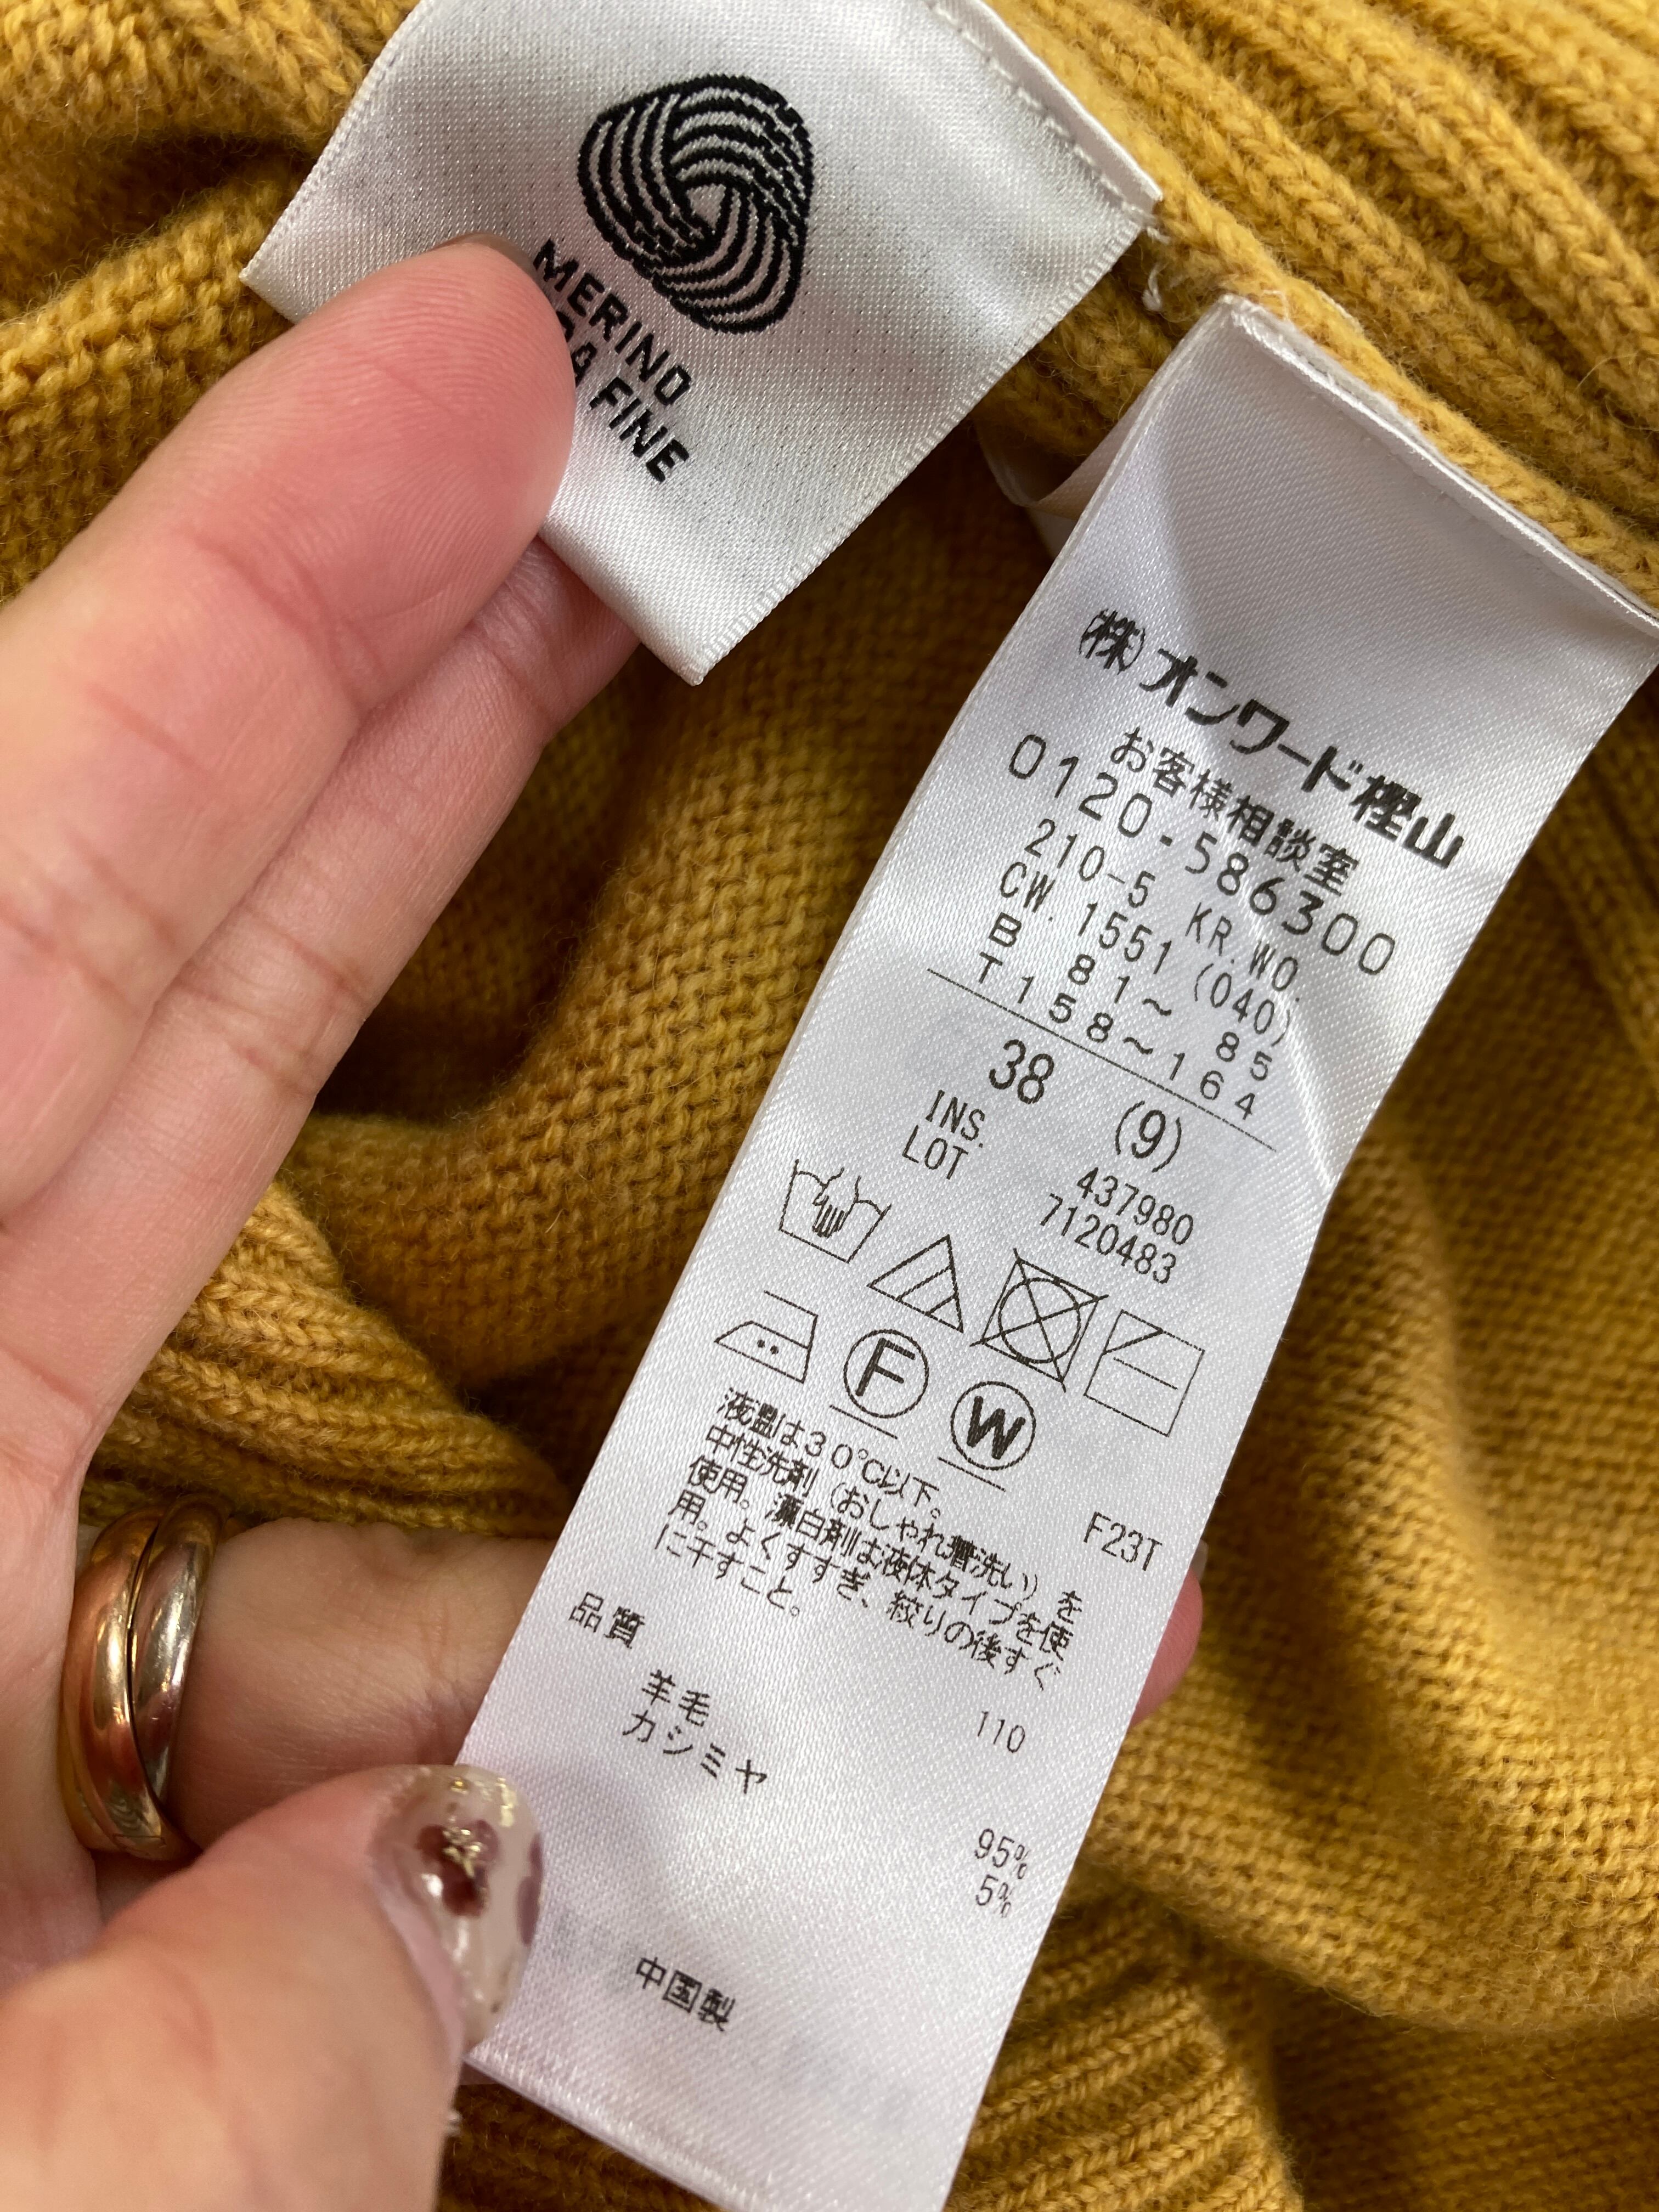 MERINO
FINE
(株)オンワード樫山
お客様相談室
0120-586300
210-5 KR.WO.
CW. 1551 (040)
B 81～ 85
T158～164
38 (9)
INS. 437980
LOT 7120483
F
W
F23T
液温は30℃以下。
中性洗剤（おしゃれ着洗い）を
使用。漂白剤は液体タイプを使
用。よくすすぎ、絞りの後すぐ
に干すこと。
品質 110
羊毛 95%
カシミヤ 5%
中国製